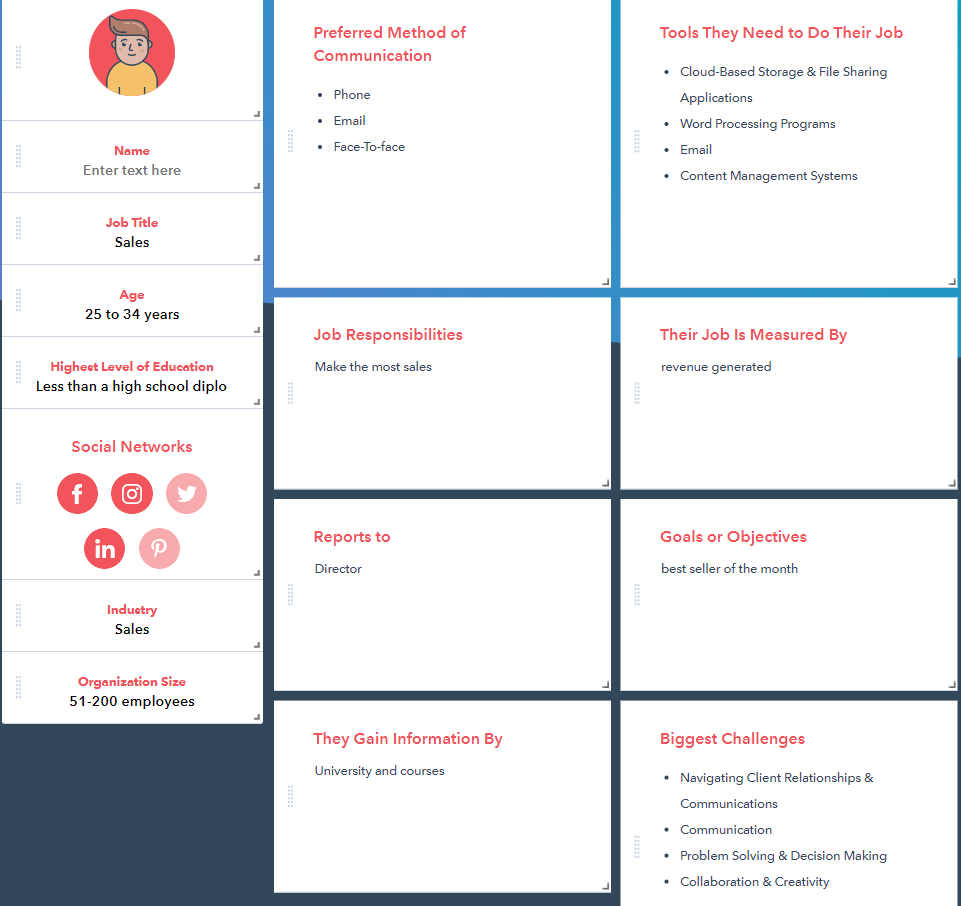 Name
Enter text here
Job Title
Sales
Age
25 to 34 years
Highest Level of Education
Less than a high school diplo
Social Networks
f
in
Industry
Sales
Organization Size
51-200 employees
Preferred Method of
Communication
Phone
Email
Face-To-face
Tools They Need to Do Their Job
Cloud-Based Storage & File Sharing
Applications
Word Processing Programs
Email
Content Management Systems
Job Responsibilities
Make the most sales
Their Job Is Measured By
revenue generated
Reports to
Director
Goals or Objectives
best seller of the month
They Gain Information By
University and courses
Biggest Challenges
Navigating Client Relationships &
Communications
Communication
Problem Solving & Decision Making
Collaboration & Creativity